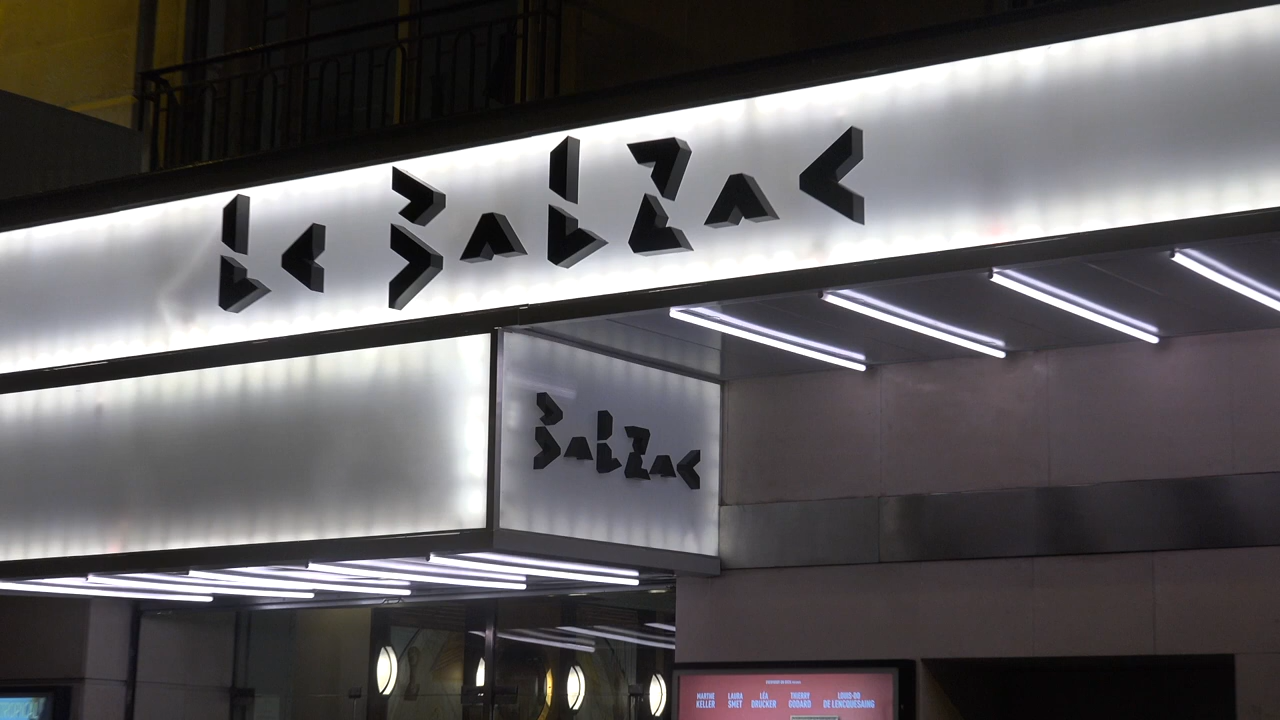 Le Balzac
Balzac
MARTHE KELLER
LAURA SMET
LÉA DRUCKER
THIERRY GODARD
LOUIS-DO DE LENCQUESAING